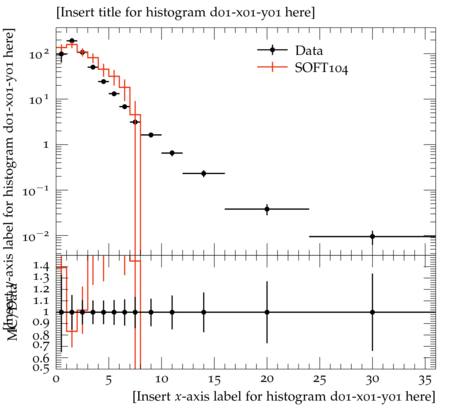 [Insert title for histogram d01-x01-y01 here]
[Insert y-axis label for histogram d01-x01-y01 here]
10²
10¹
1
10⁻¹
10⁻²
Data
SOFT104
MC/Data
1.4
1.3
1.2
1.1
1
0.9
0.8
0.7
0.6
0.5
0 5 10 15 20 25 30 35
[Insert x-axis label for histogram d01-x01-y01 here]